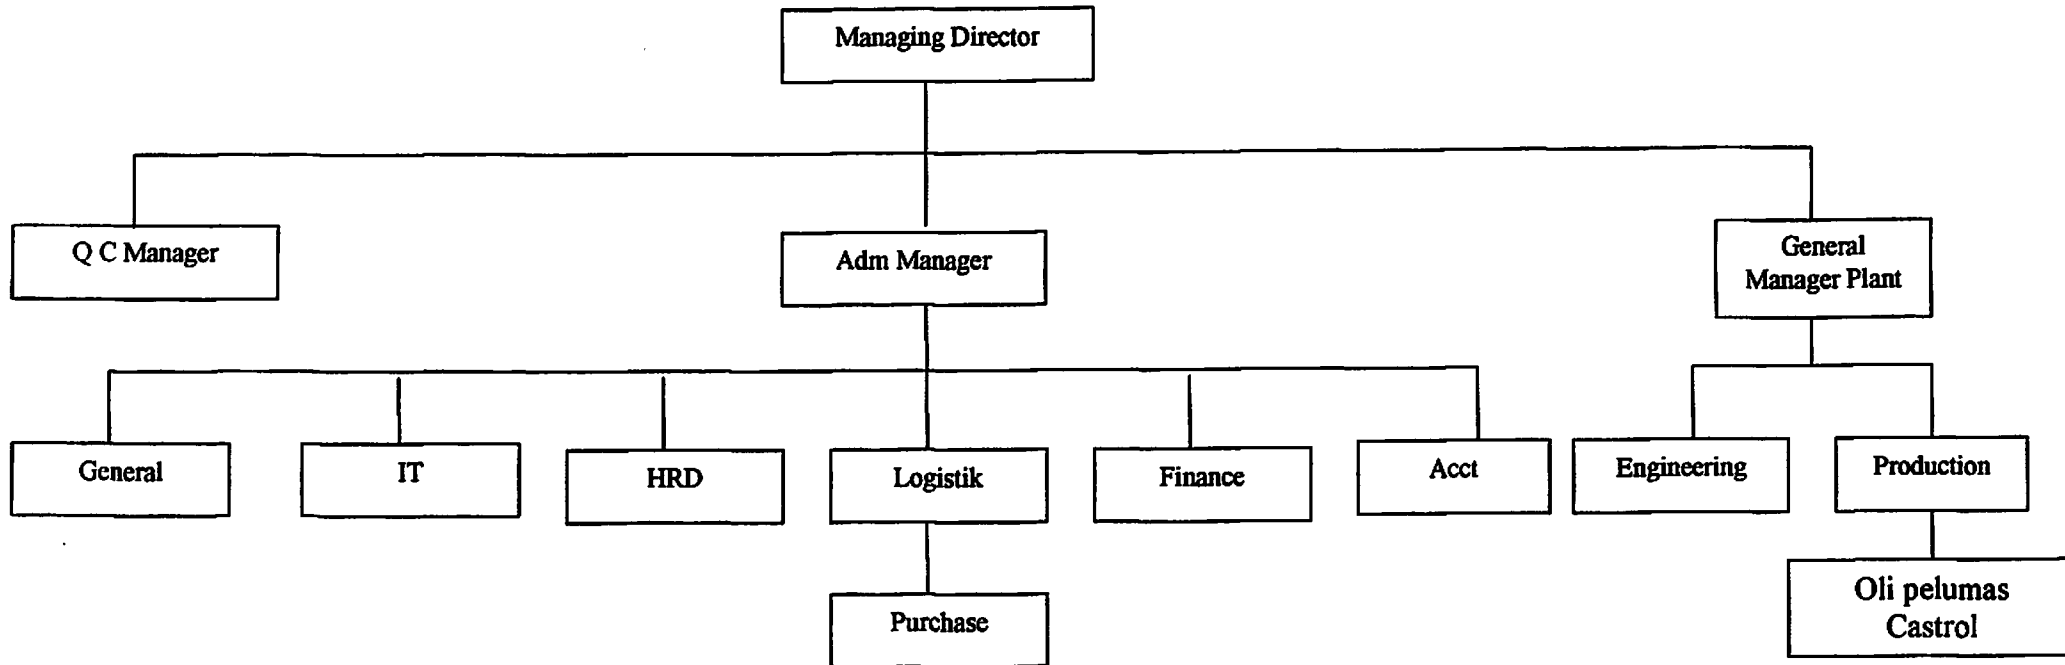 Managing Director
Q C Manager
Adm Manager
General
Manager Plant
General
IT
HRD
Logistik
Finance
Acct
Engineering
Production
Purchase
Oli pelumas
Castrol